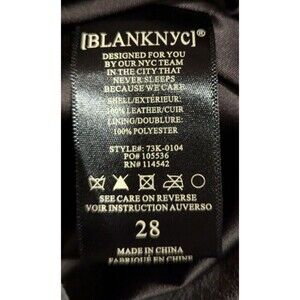 [BLANKNYC]®
DESIGNED FOR YOU
BY OUR NYC TEAM
IN THE CITY THAT
NEVER SLEEPS
BECAUSE WE CARE
SHELL/EXTÉRIEUR:
100% LEATHER/CUIR
LINING/DOUBLURE:
100% POLYESTER
STYLE#: 73K-0104
PO# 105536
RN# 114542
SEE CARE ON REVERSE
VOIR INSTRUCTION AUVERSO
28
MADE IN CHINA
FABRIQUÉ EN CHINE